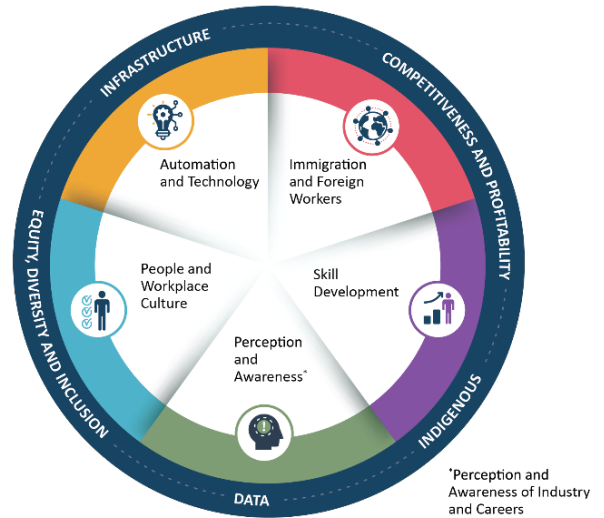 INFRASTRUCTURE
COMPETITIVENESS AND PROFITABILITY
Automation
and Technology
Immigration
and Foreign
Workers
EQUITY, DIVERSITY AND INCLUSION
People and
Workplace
Culture
Skill
Development
Perception
and
Awareness*
INDIGENOUS
DATA
*Perception and
Awareness of Industry
and Careers